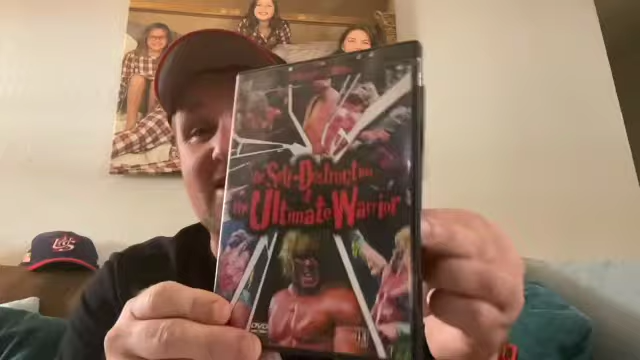 The Self-Destruction
of
the Ultimate Warrior
DVD